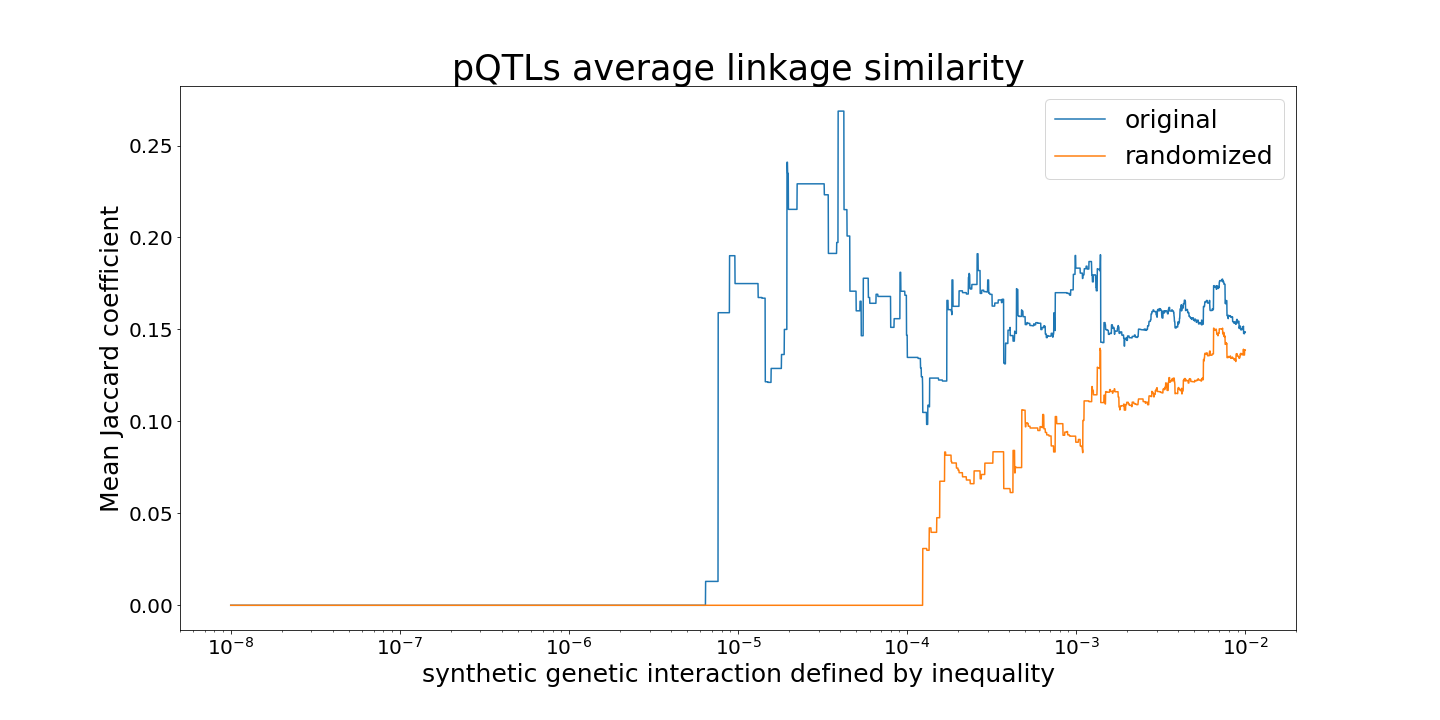 pQTLs average linkage similarity
original
randomized
Mean Jaccard coefficient
0.25
0.20
0.15
0.10
0.05
0.00
10⁻⁸ 10⁻⁷ 10⁻⁶ 10⁻⁵ 10⁻⁴ 10⁻³ 10⁻²
synthetic genetic interaction defined by inequality